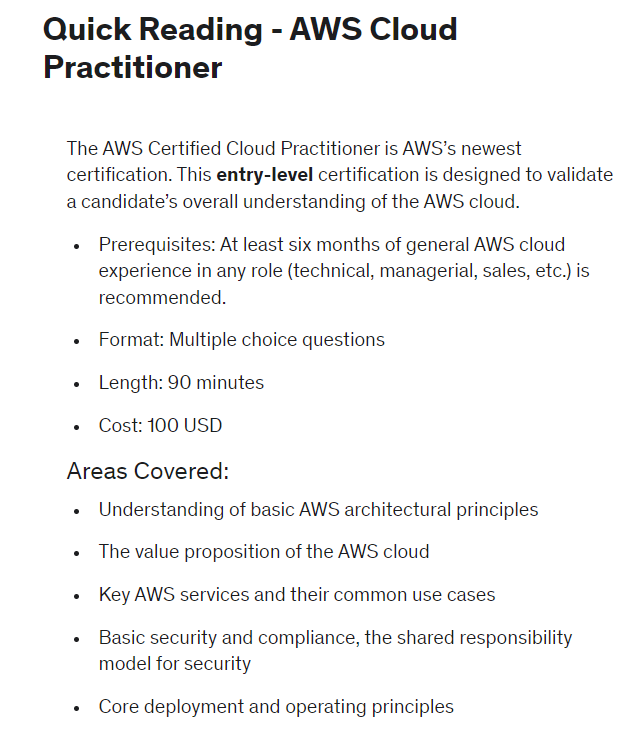 Quick Reading - AWS Cloud
Practitioner
The AWS Certified Cloud Practitioner is AWS's newest
certification. This entry-level certification is designed to validate
a candidate's overall understanding of the AWS cloud.
• Prerequisites: At least six months of general AWS cloud
experience in any role (technical, managerial, sales, etc.) is
recommended.
• Format: Multiple choice questions
• Length: 90 minutes
• Cost: 100 USD
Areas Covered:
• Understanding of basic AWS architectural principles
• The value proposition of the AWS cloud
• Key AWS services and their common use cases
• Basic security and compliance, the shared responsibility
model for security
• Core deployment and operating principles